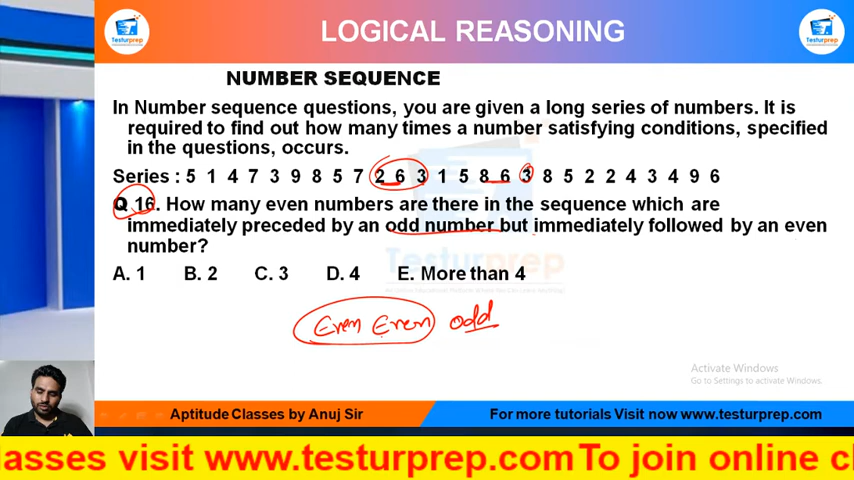 LOGICAL REASONING
Testurprep
Testurprep
NUMBER SEQUENCE
In Number sequence questions, you are given a long series of numbers. It is
required to find out how many times a number satisfying conditions, specified
in the questions, occurs.
Series : 5 1 4 7 3 9 8 5 7 2 6 3 1 5 8 6 3 8 5 2 2 4 3 4 9 6
Q 16. How many even numbers are there in the sequence which are
immediately preceded by an odd number but immediately followed by an even
number?
Testurprep
A. 1 B. 2 C. 3 D. 4 E. More than 4
Even Even odd
Activate Windows
Go to Settings to activate Windows.
Aptitude Classes by Anuj Sir
For more tutorials Visit now www.testurprep.com
lasses visit www.testurprep.com To join online c